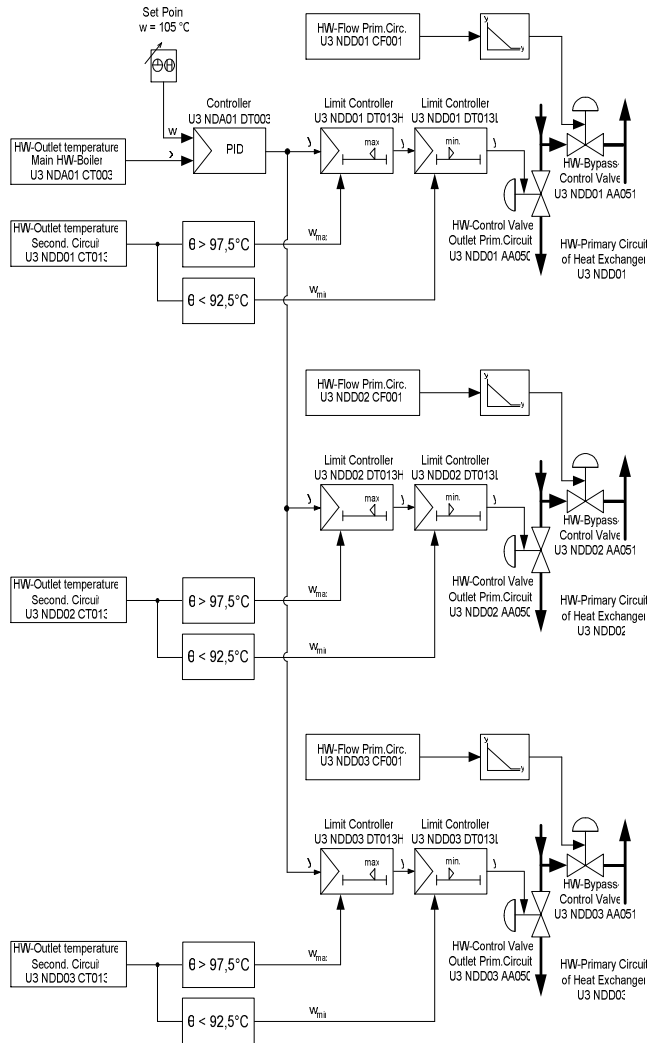 Set Poin
w = 105 °C
HW-Flow Prim.Circ.
U3 NDD01 CF001
y
y
Controller
U3 NDA01 DT003
Limit Controller
U3 NDD01 DT013H
Limit Controller
U3 NDD01 DT013L
w
PID
max
min.
HW-Outlet temperature
Main HW-Boiler
U3 NDA01 CT003
HW-Bypass-
Control Valve
U3 NDD01 AA051
HW-Outlet temperature
Second. Circuit
U3 NDD01 CT013
θ > 97,5°C
wmax
HW-Control Valve
Outlet Prim.Circuit
U3 NDD01 AA050
HW-Primary Circuit
of Heat Exchanger
U3 NDD01
θ < 92,5°C
wmin
HW-Flow Prim.Circ.
U3 NDD02 CF001
y
y
Limit Controller
U3 NDD02 DT013H
Limit Controller
U3 NDD02 DT013L
max
min.
HW-Bypass-
Control Valve
U3 NDD02 AA051
HW-Outlet temperature
Second. Circuit
U3 NDD02 CT013
θ > 97,5°C
wmax
HW-Control Valve
Outlet Prim.Circuit
U3 NDD02 AA050
HW-Primary Circuit
of Heat Exchanger
U3 NDD02
θ < 92,5°C
wmin
HW-Flow Prim.Circ.
U3 NDD03 CF001
y
y
Limit Controller
U3 NDD03 DT013H
Limit Controller
U3 NDD03 DT013L
max
min.
HW-Bypass-
Control Valve
U3 NDD03 AA051
HW-Outlet temperature
Second. Circuit
U3 NDD03 CT013
θ > 97,5°C
wmax
HW-Control Valve
Outlet Prim.Circuit
U3 NDD03 AA050
HW-Primary Circuit
of Heat Exchanger
U3 NDD03
θ < 92,5°C
wmin